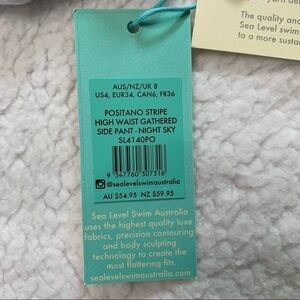 The quality and
Sea Level swim
to a more sustai
AUS/NZ/UK 8
US4, EUR34, CAN6, FR36
POSITANO STRIPE
HIGH WAIST GATHERED
SIDE PANT - NIGHT SKY
SL4140PO
9 347760 307316
@sealevelswimaustralia
AU $54.95 NZ $59.95
Sea Level Swim Australia
uses the highest quality luxe
fabrics, precision contouring
and body sculpting
technology to create the
most flattering fits.
sealevelswimaustralia.com